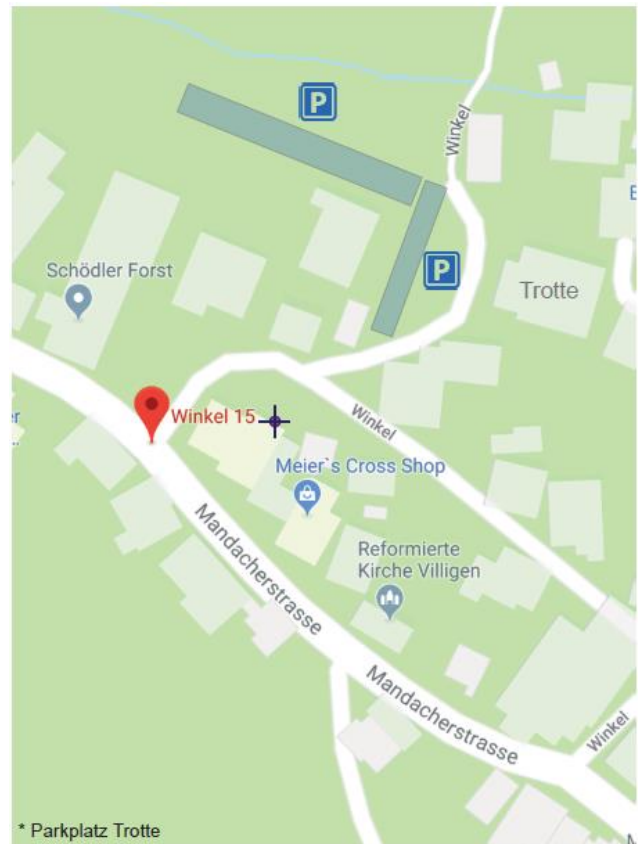 P
Winkel
P
Trotte
Schödler Forst
Winkel 15
Winkel
Meier`s Cross Shop
Mandacherstrasse
Reformierte
Kirche Villigen
Mandacherstrasse
Winkel
* Parkplatz Trotte